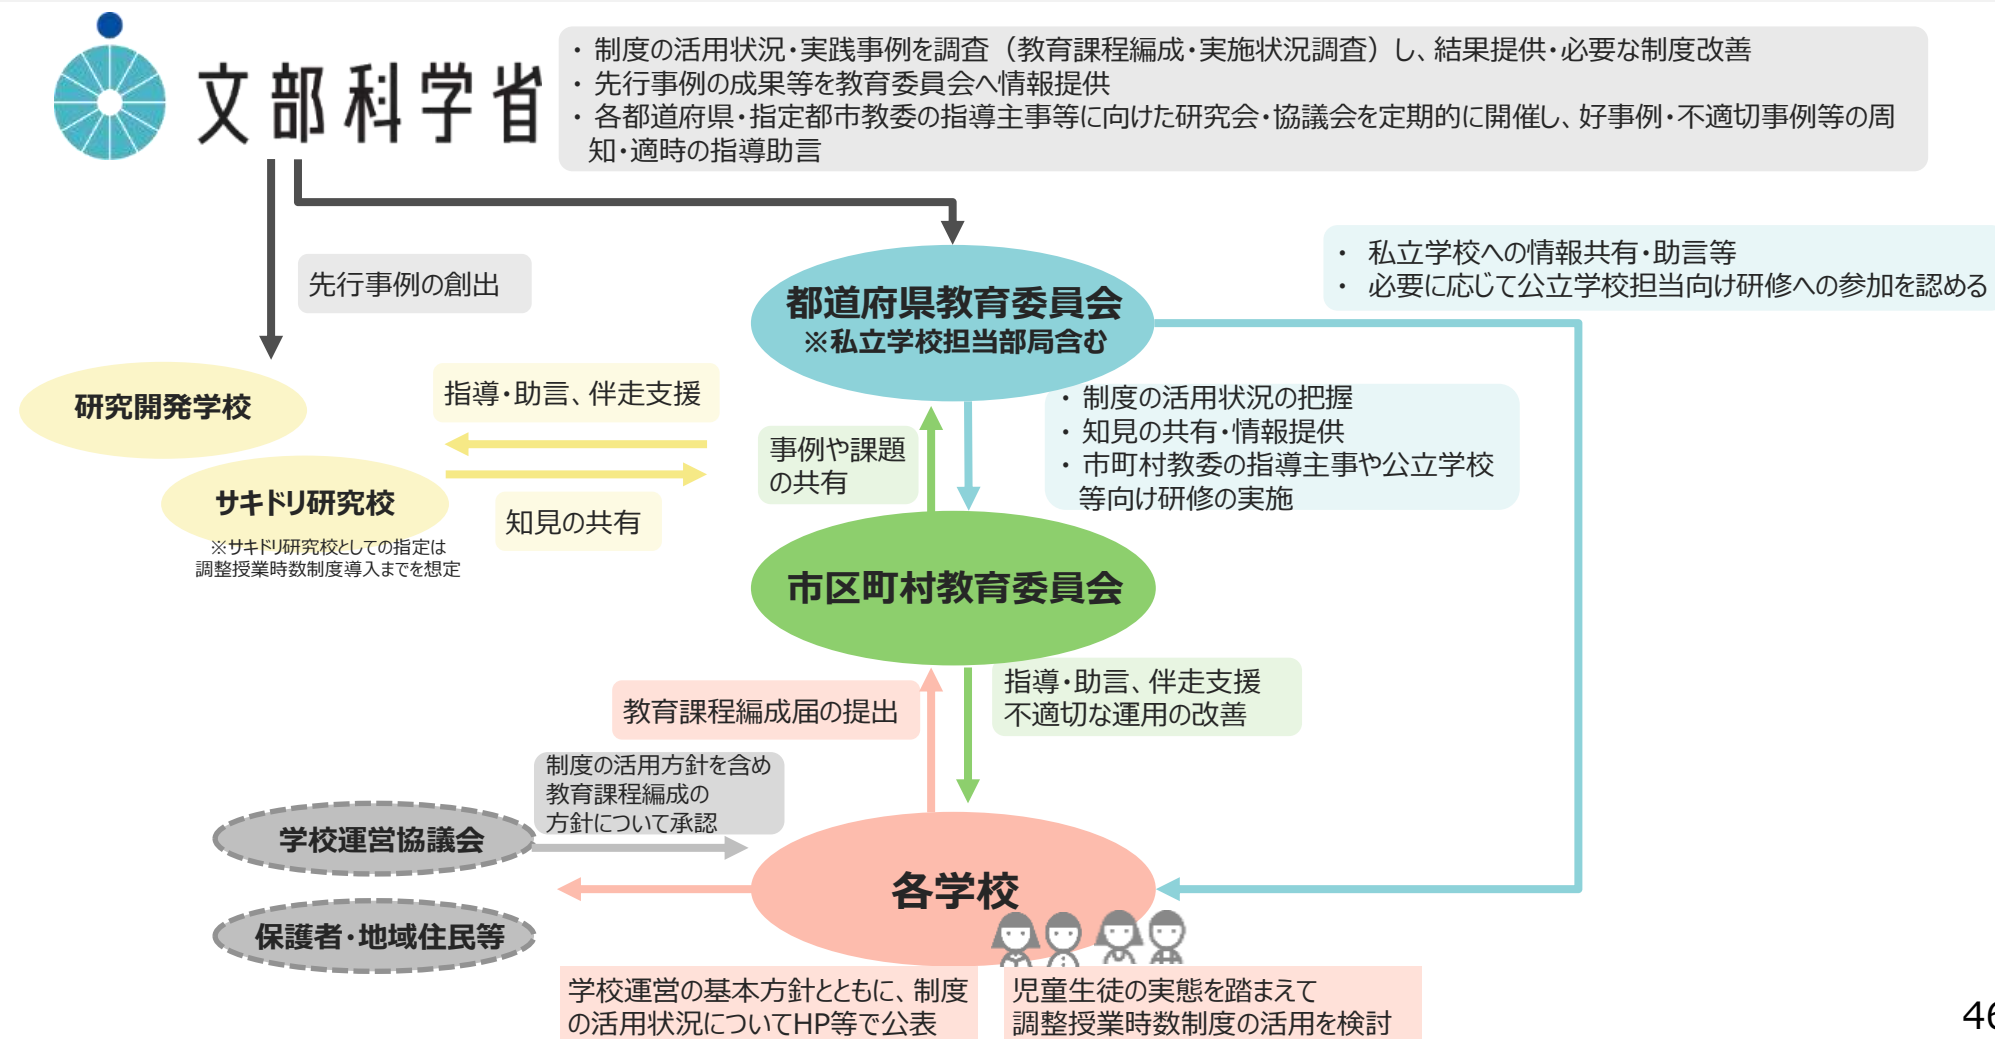 文部科学省
・制度の活用状況・実践事例を調査（教育課程編成・実施状況調査）し、結果提供・必要な制度改善
・先行事例の成果等を教育委員会へ情報提供
・各都道府県・指定都市教委の指導主事等に向けた研究会・協議会を定期的に開催し、好事例・不適切事例等の周
知・適時の指導助言
先行事例の創出
・ 私立学校への情報共有・助言等
・ 必要に応じて公立学校担当向け研修への参加を認める
都道府県教育委員会
※私立学校担当部局含む
研究開発学校
指導・助言、伴走支援
・制度の活用状況の把握
・知見の共有・情報提供
・市町村教委の指導主事や公立学校
等向け研修の実施
事例や課題
の共有
サキドリ研究校
知見の共有
※サキドリ研究校としての指定は
調整授業時数制度導入までを想定
市区町村教育委員会
指導・助言、伴走支援
不適切な運用の改善
教育課程編成届の提出
制度の活用方針を含め
教育課程編成の
方針について承認
学校運営協議会
各学校
保護者・地域住民等
学校運営の基本方針とともに、制度
の活用状況についてHP等で公表
児童生徒の実態を踏まえて
調整授業時数制度の活用を検討
46